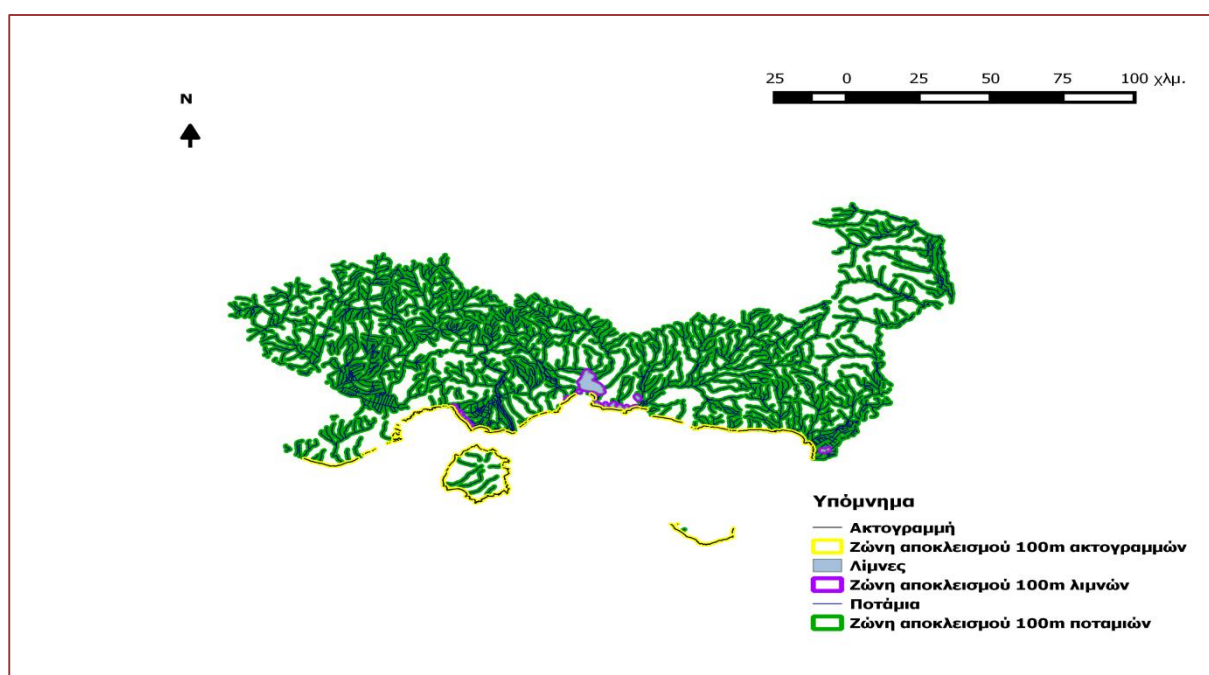 25 0 25 50 75 100 χλμ.
N
Υπόμνημα
Ακτογραμμή
Ζώνη αποκλεισμού 100m ακτογραμμών
Λίμνες
Ζώνη αποκλεισμού 100m λιμνών
Ποτάμια
Ζώνη αποκλεισμού 100m ποταμιών